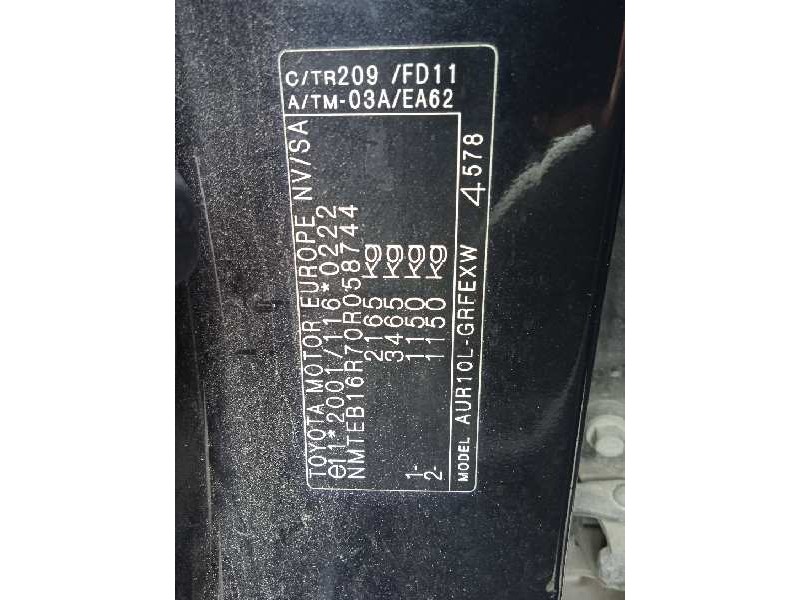 C/TR209 /FD11
A/TM-03A/EA62
TOYOTA MOTOR EUROPE NV/SA
e11*2001/116*0222
NMTEB16R70R058744
2165 kg
3465 kg
1- 1150 kg
2- 1150 kg
MODEL AUR10L-GRFEXW 4578